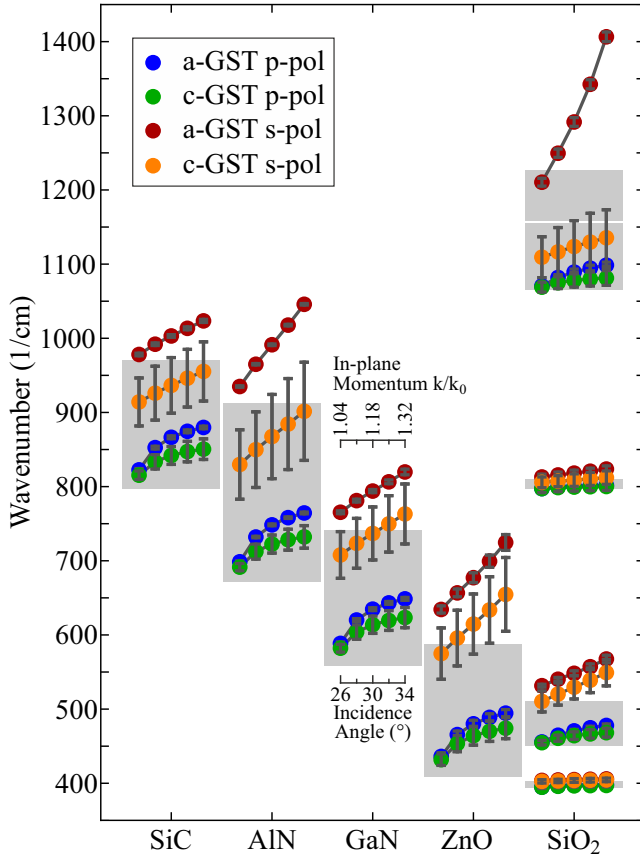 1400
1300
1200
1100
1000
900
800
700
600
500
400
Wavenumber (1/cm)
a-GST p-pol
c-GST p-pol
a-GST s-pol
c-GST s-pol
In-plane
Momentum k/k₀
1.04
1.18
1.32
26
30
34
Incidence
Angle (°)
SiC
AlN
GaN
ZnO
SiO₂